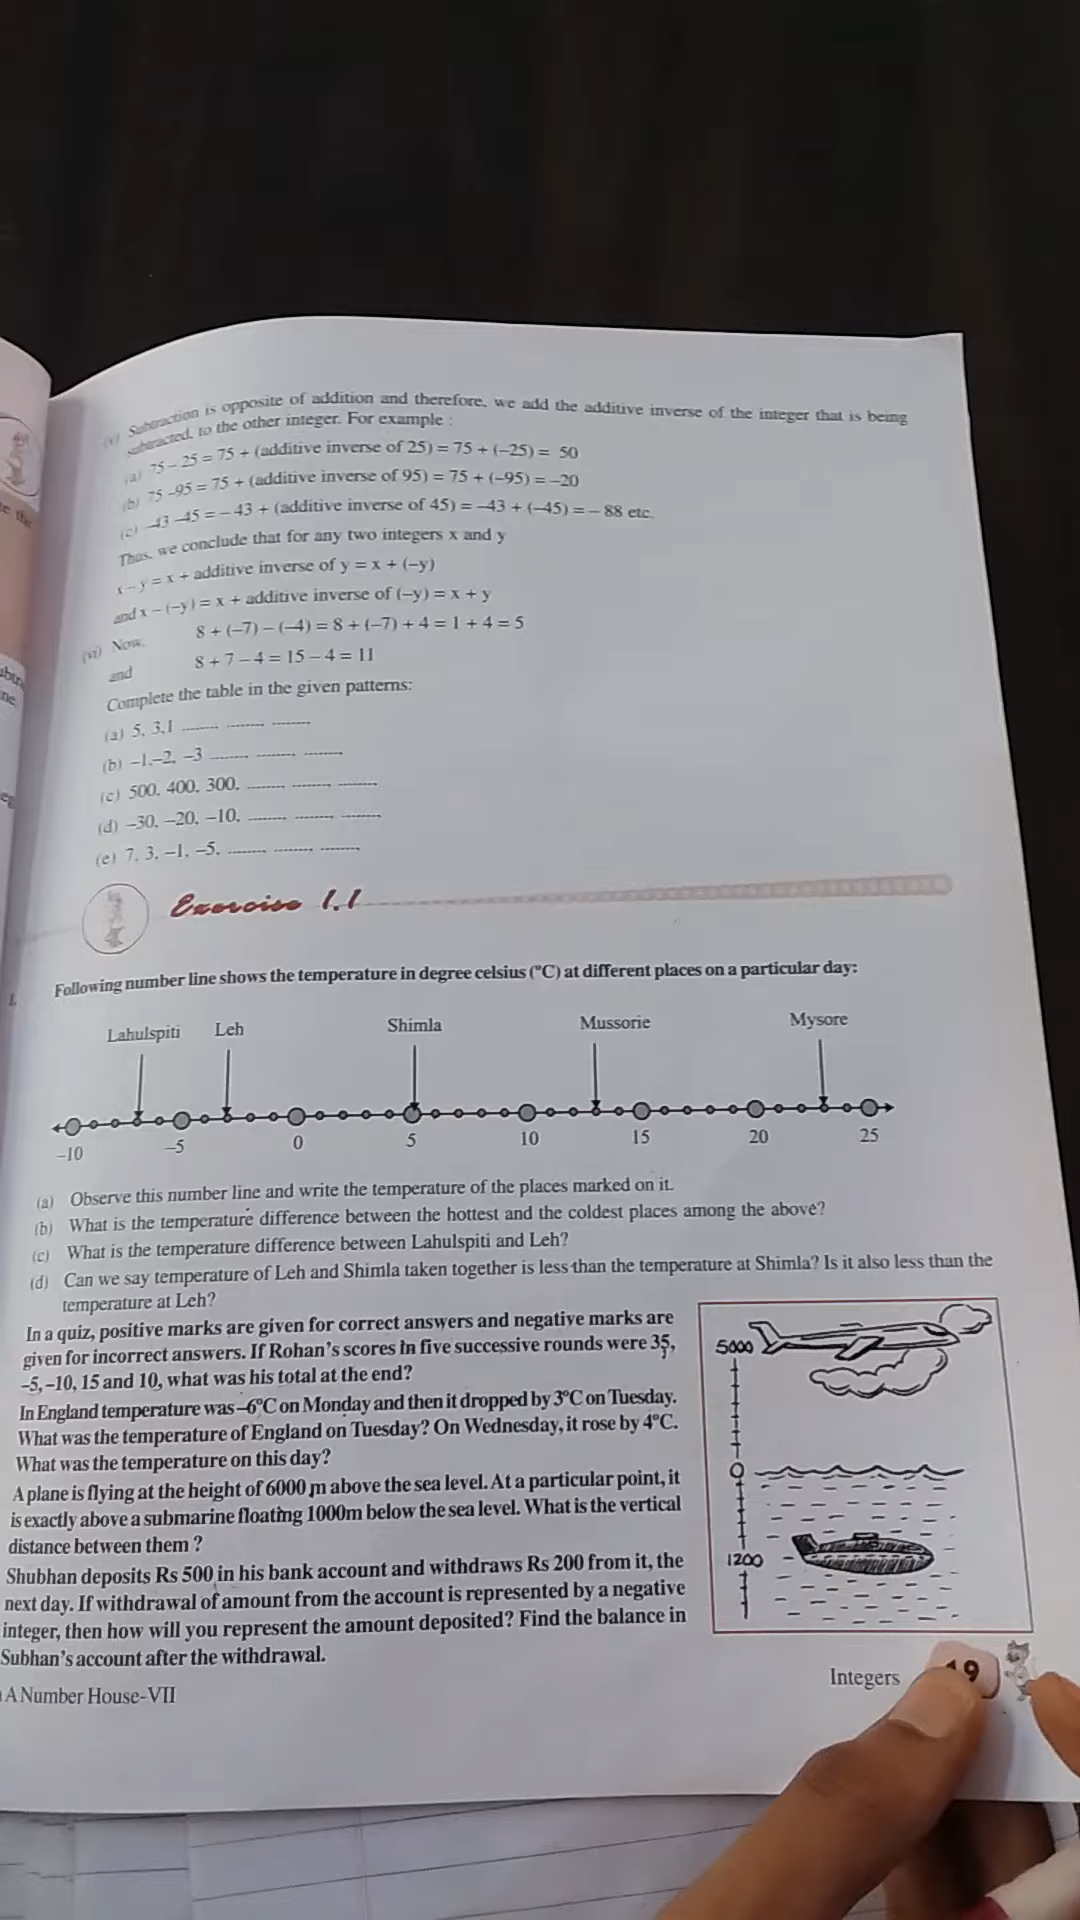 (v) Subtraction is opposite of addition and therefore, we add the additive inverse of the integer that is being
subtracted, to the other integer. For example :
(a) 75 – 25 = 75 + (additive inverse of 25) = 75 + (–25) = 50
(b) 75 –95 = 75 + (additive inverse of 95) = 75 + (–95) = –20
(c) –43 –45 = – 43 + (additive inverse of 45) = –43 + (–45) = – 88 etc.
Thus, we conclude that for any two integers x and y
x – y = x + additive inverse of y = x + (–y)
and x – (–y) = x + additive inverse of (–y) = x + y
(vi) Now, 8 + (–7) – (–4) = 8 + (–7) + 4 = 1 + 4 = 5
and 8 + 7 – 4 = 15 – 4 = 11
Complete the table in the given patterns:
(a) 5, 3,1 ........ ........ ........
(b) –1,–2, –3 ........ ........ ........
(c) 500, 400, 300, ........ ........ ........
(d) –30, –20, –10, ........ ........ ........
(e) 7, 3, –1, –5, ........ ........ ........
Exercise 1.1
1. Following number line shows the temperature in degree celsius (°C) at different places on a particular day:
Lahulspiti Leh Shimla Mussorie Mysore
–10 –5 0 5 10 15 20 25
(a) Observe this number line and write the temperature of the places marked on it.
(b) What is the temperature difference between the hottest and the coldest places among the above?
(c) What is the temperature difference between Lahulspiti and Leh?
(d) Can we say temperature of Leh and Shimla taken together is less than the temperature at Shimla? Is it also less than the
temperature at Leh?
In a quiz, positive marks are given for correct answers and negative marks are
given for incorrect answers. If Rohan's scores in five successive rounds were 35,
–5, –10, 15 and 10, what was his total at the end?
In England temperature was –6°C on Monday and then it dropped by 3°C on Tuesday.
What was the temperature of England on Tuesday? On Wednesday, it rose by 4°C.
What was the temperature on this day?
A plane is flying at the height of 6000 m above the sea level. At a particular point, it
is exactly above a submarine floating 1000m below the sea level. What is the vertical
distance between them ?
Shubhan deposits Rs 500 in his bank account and withdraws Rs 200 from it, the
next day. If withdrawal of amount from the account is represented by a negative
integer, then how will you represent the amount deposited? Find the balance in
Subhan's account after the withdrawal.
5000
0
1200
A Number House-VII
Integers 19